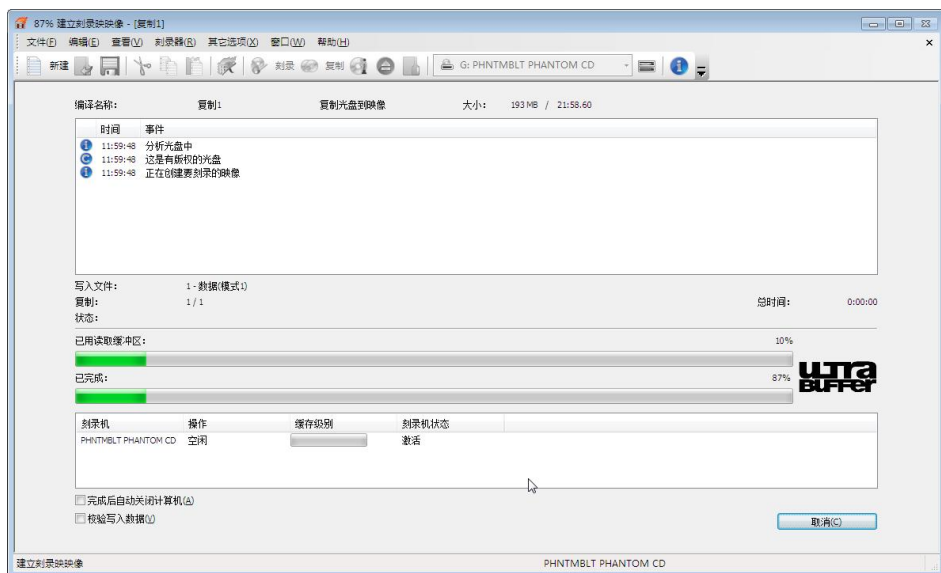 87% 建立刻录映映像 - [复制1]
文件(F) 编辑(E) 查看(V) 刻录器(R) 其它选项(X) 窗口(W) 帮助(H)
新建 刻录 复制 G: PHNTMBLT PHANTOM CD
编译名称: 复制1 复制光盘到映像 大小: 193 MB / 21:58.60
时间 事件
11:59:48 分析光盘中
11:59:48 这是有版权的光盘
11:59:48 正在创建要刻录的映像
写入文件: 1 - 数据(模式1)
复制: 1 / 1 总时间: 0:00:00
状态:
已用读取缓冲区: 10%
已完成: 87%
ULTRA
BUFFER
刻录机 操作 缓存级别 刻录机状态
PHNTMBLT PHANTOM CD 空闲 激活
完成后自动关闭计算机(A)
校验写入数据(V)
取消(C)
建立刻录映映像 PHNTMBLT PHANTOM CD